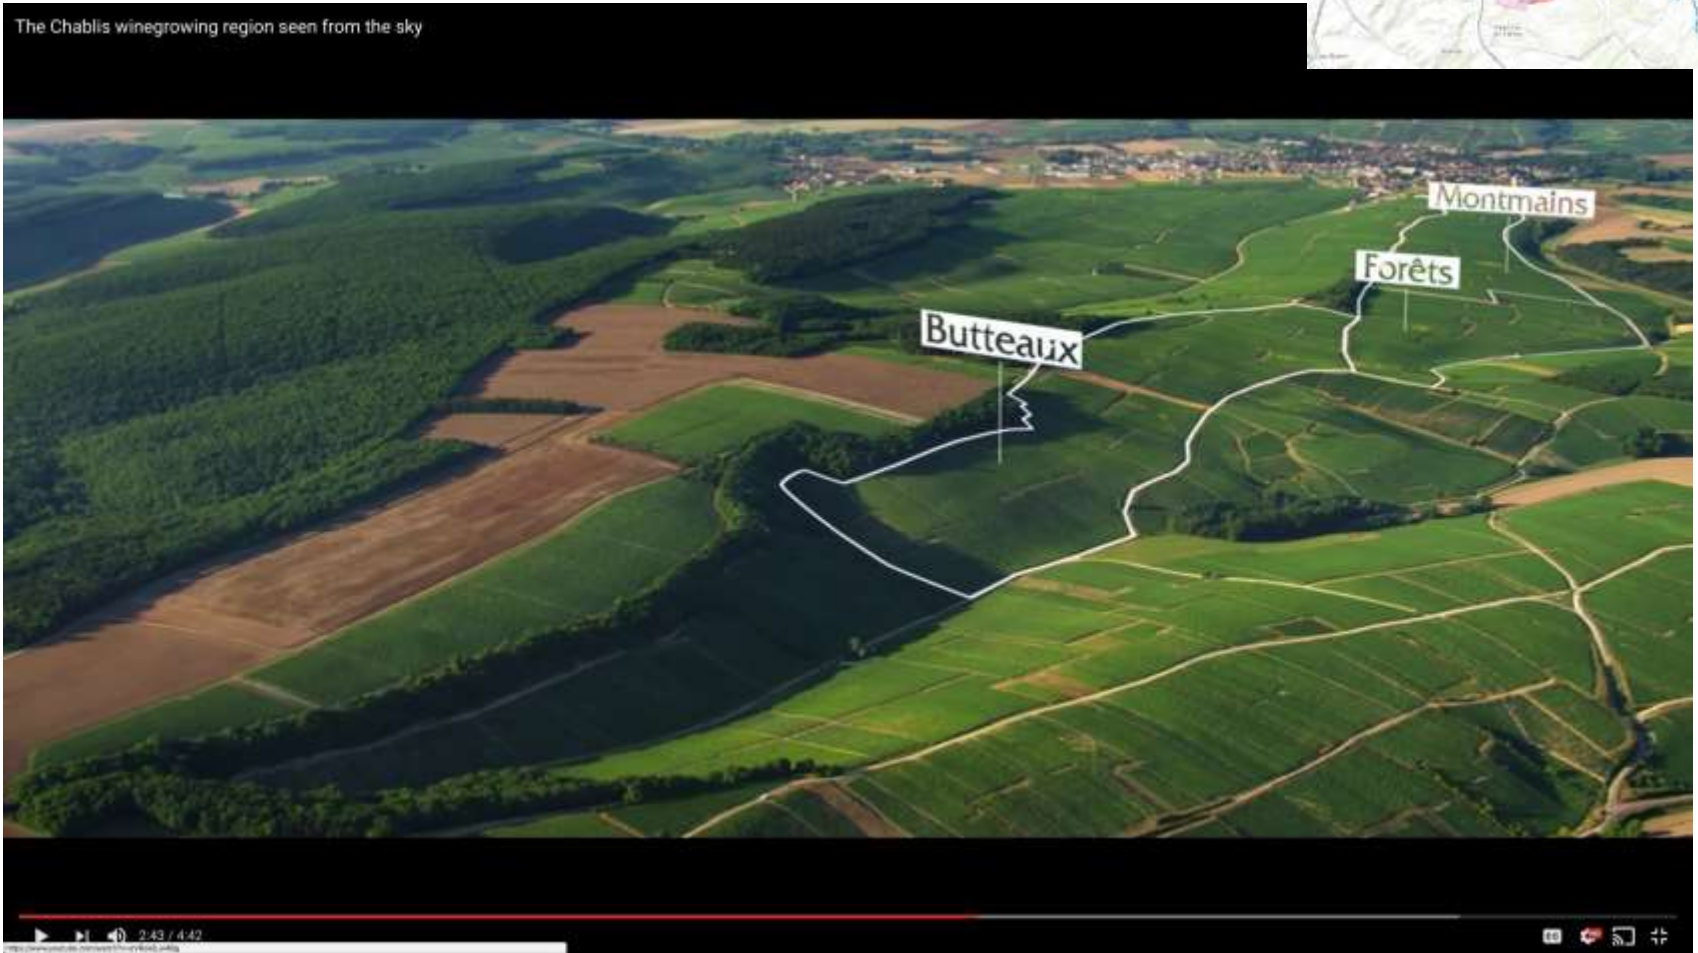 The Chablis winegrowing region seen from the sky
Montmains
Forêts
Butteaux
2:43 / 4:42